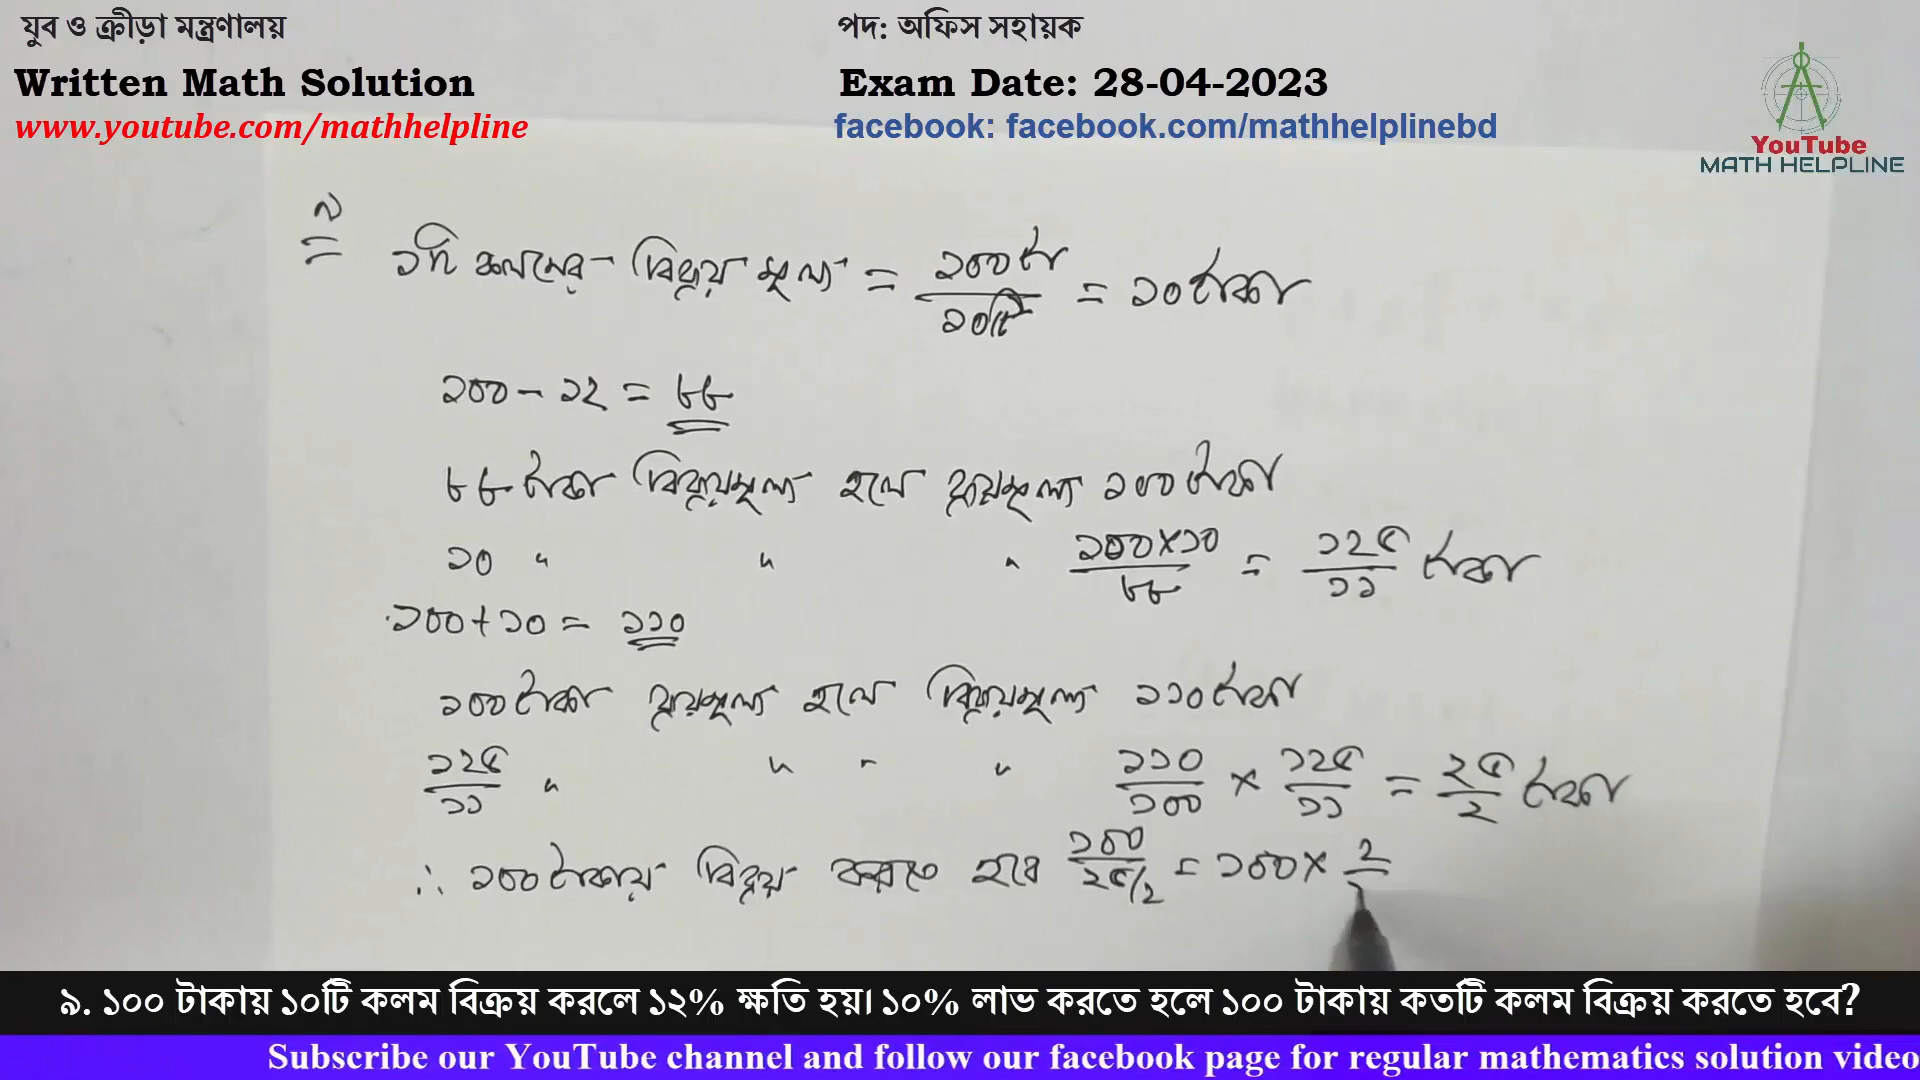 যুব ও ক্রীড়া মন্ত্রণালয়
পদ: অফিস সহায়ক
Written Math Solution
Exam Date: 28-04-2023
www.youtube.com/mathhelpline
facebook: facebook.com/mathhelplinebd
YouTube
MATH HELPLINE
৯
১টি কলমের বিক্রয় মূল্য = ১০০টা / ১০টি = ১০ টাকা
১০০ - ১২ = ৮৮
৮৮ টাকা বিক্রয়মূল্য হলে ক্রয়মূল্য ১০০ টাকা
১০ " " " ১০০×১০ / ৮৮ = ১২৫ / ১১ টাকা
১০০ + ১০ = ১১০
১০০ টাকা ক্রয়মূল্য হলে বিক্রয়মূল্য ১১০ টাকা
১২৫ / ১১ " " " " ১১০ / ১০০ × ১২৫ / ১১ = ২৫ / ২ টাকা
∴ ১০০ টাকায় বিক্রয় করতে হবে ১০০ / ২৫/২ = ১০০ × ২ /
৯. ১০০ টাকায় ১০টি কলম বিক্রয় করলে ১২% ক্ষতি হয়। ১০% লাভ করতে হলে ১০০ টাকায় কতটি কলম বিক্রয় করতে হবে?
Subscribe our YouTube channel and follow our facebook page for regular mathematics solution video